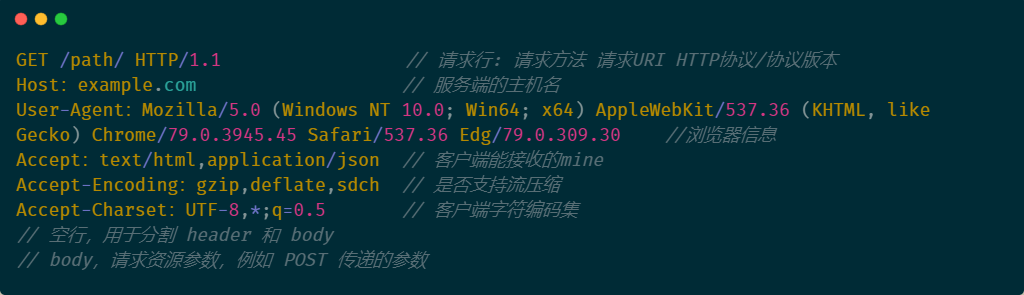 GET /path/ HTTP/1.1 // 请求行: 请求方法 请求URI HTTP协议/协议版本
Host: example.com // 服务端的主机名
User-Agent: Mozilla/5.0 (Windows NT 10.0; Win64; x64) AppleWebKit/537.36 (KHTML, like
Gecko) Chrome/79.0.3945.45 Safari/537.36 Edg/79.0.309.30 //浏览器信息
Accept: text/html,application/json // 客户端能接收的mine
Accept-Encoding: gzip,deflate,sdch // 是否支持流压缩
Accept-Charset: UTF-8,*;q=0.5 // 客户端字符编码集
// 空行，用于分割 header 和 body
// body，请求资源参数，例如 POST 传递的参数